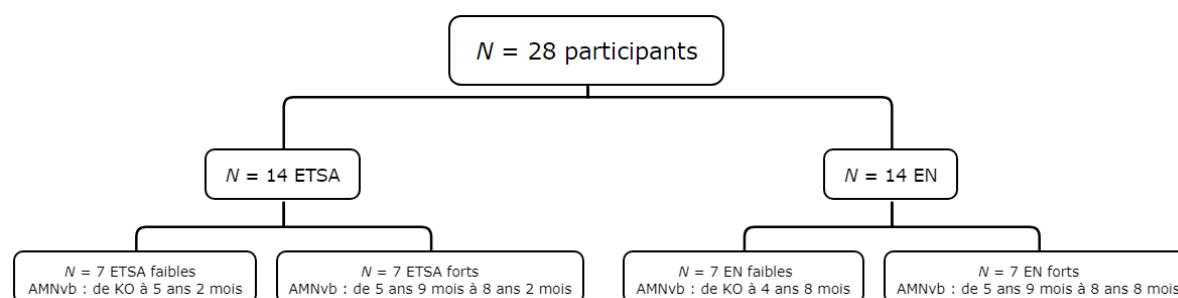 N = 28 participants
N = 14 ETSA
N = 14 EN
N = 7 ETSA faibles
AMNvb : de KO à 5 ans 2 mois
N = 7 ETSA forts
AMNvb : de 5 ans 9 mois à 8 ans 2 mois
N = 7 EN faibles
AMNvb : de KO à 4 ans 8 mois
N = 7 EN forts
AMNvb : de 5 ans 9 mois à 8 ans 8 mois